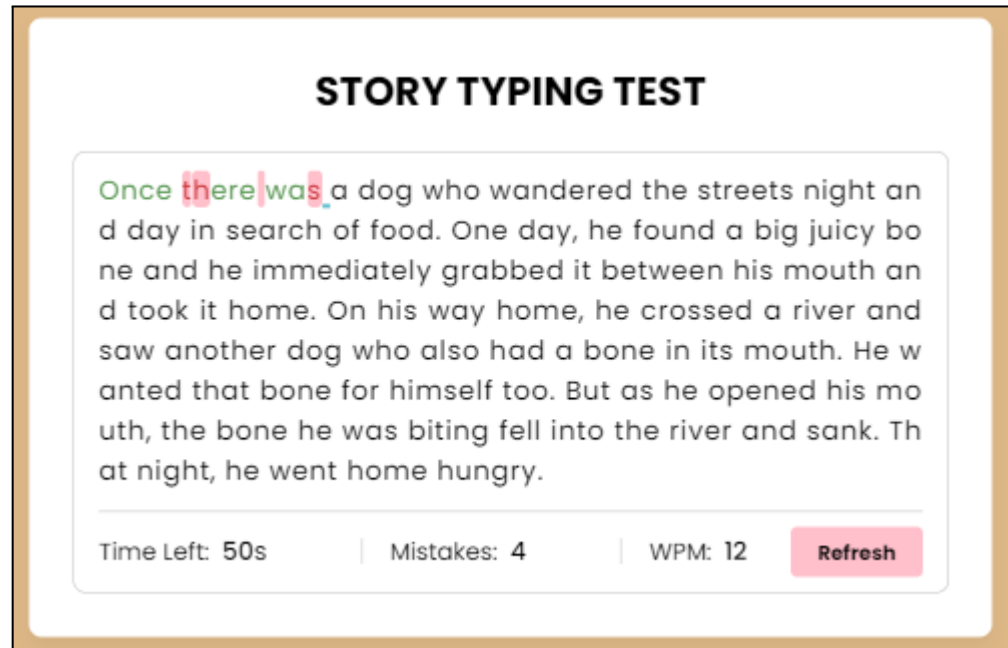 STORY TYPING TEST
Once there was a dog who wandered the streets night an
d day in search of food. One day, he found a big juicy bo
ne and he immediately grabbed it between his mouth an
d took it home. On his way home, he crossed a river and
saw another dog who also had a bone in its mouth. He w
anted that bone for himself too. But as he opened his mo
uth, the bone he was biting fell into the river and sank. Th
at night, he went home hungry.
Time Left: 50s Mistakes: 4 WPM: 12 Refresh